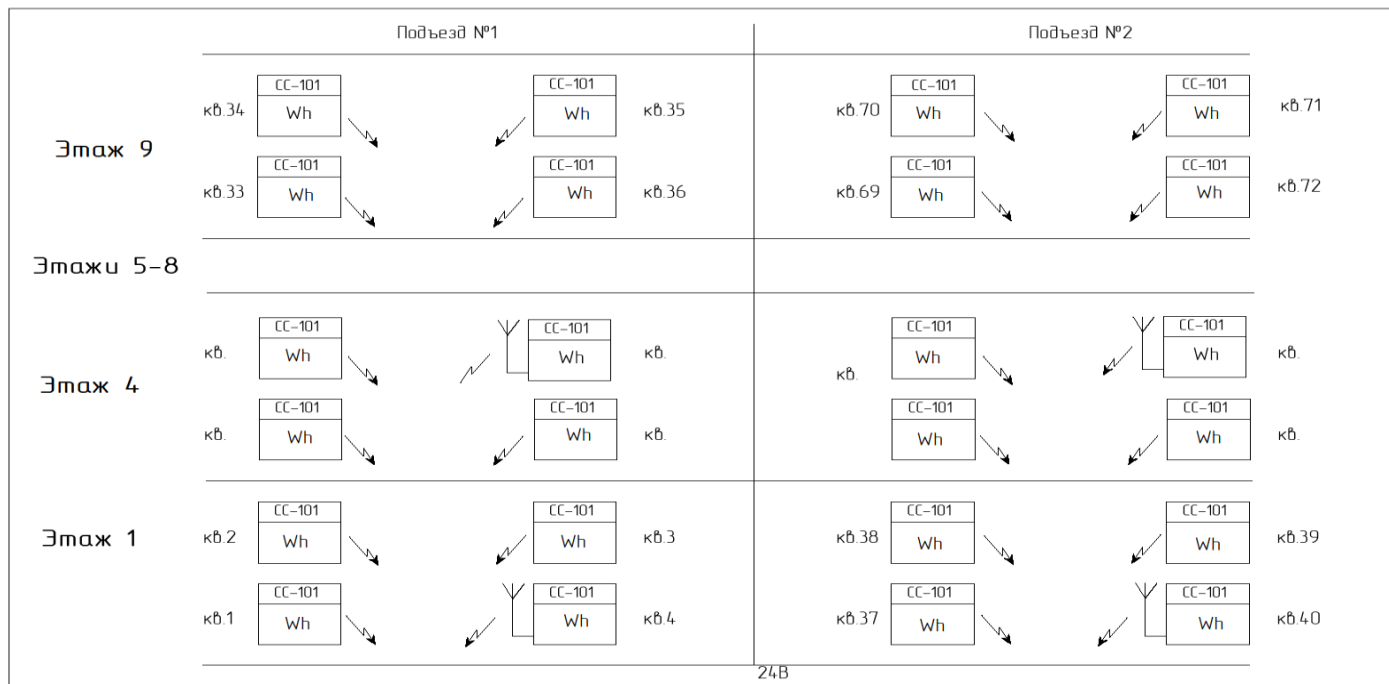 Подъезд №1 Подъезд №2
СС-101 СС-101 СС-101 СС-101
кв.34 Wh Wh кв.35 кв.70 Wh Wh кв.71
Этаж 9
СС-101 СС-101 СС-101 СС-101
кв.33 Wh Wh кв.36 кв.69 Wh Wh кв.72
Этажи 5-8
СС-101 СС-101 СС-101 СС-101
кв. Wh Wh кв. кв. Wh Wh кв.
Этаж 4
СС-101 СС-101 СС-101 СС-101
кв. Wh Wh кв. Wh Wh кв.
СС-101 СС-101 СС-101 СС-101
Этаж 1 кв.2 Wh Wh кв.3 кв.38 Wh Wh кв.39
СС-101 СС-101 СС-101 СС-101
кв.1 Wh Wh кв.4 кв.37 Wh Wh кв.40
24В